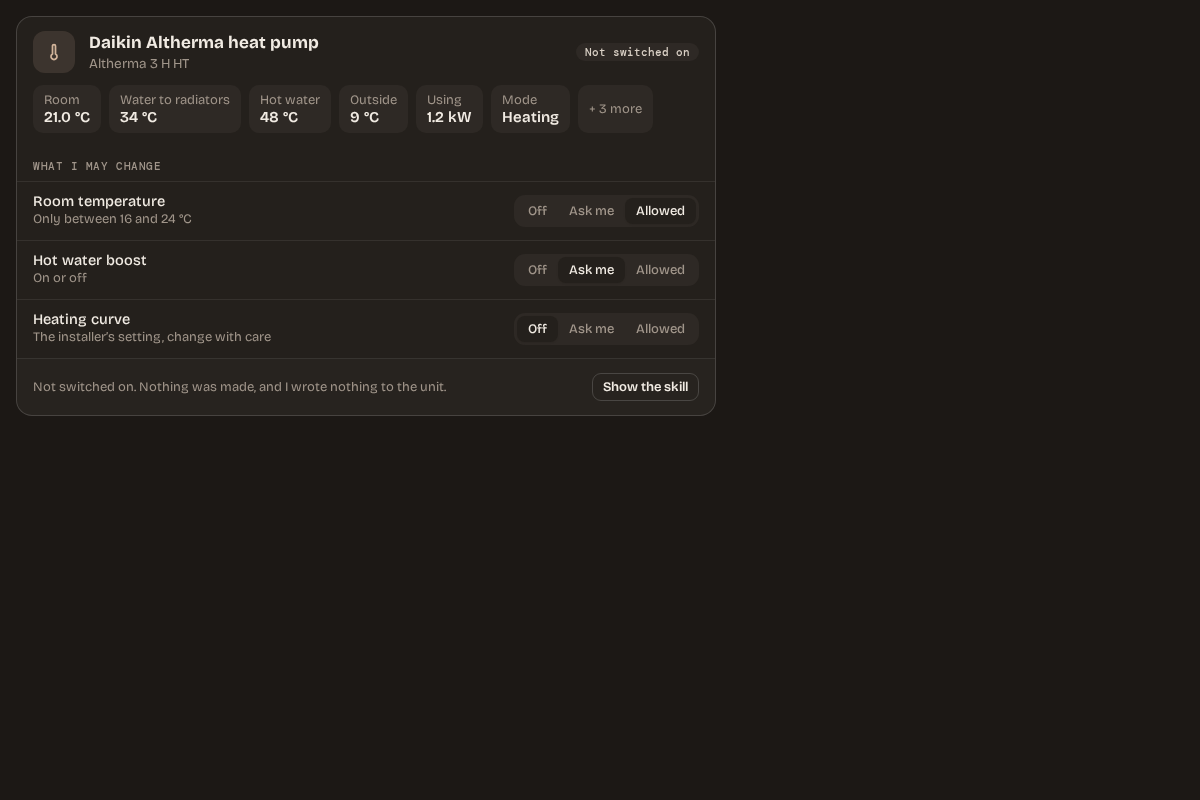 Daikin Altherma heat pump
Altherma 3 H HT
Not switched on
Room
21.0 °C
Water to radiators
34 °C
Hot water
48 °C
Outside
9 °C
Using
1.2 kW
Mode
Heating
+ 3 more
WHAT I MAY CHANGE
Room temperature
Only between 16 and 24 °C
Off Ask me Allowed
Hot water boost
On or off
Off Ask me Allowed
Heating curve
The installer's setting, change with care
Off Ask me Allowed
Not switched on. Nothing was made, and I wrote nothing to the unit.
Show the skill